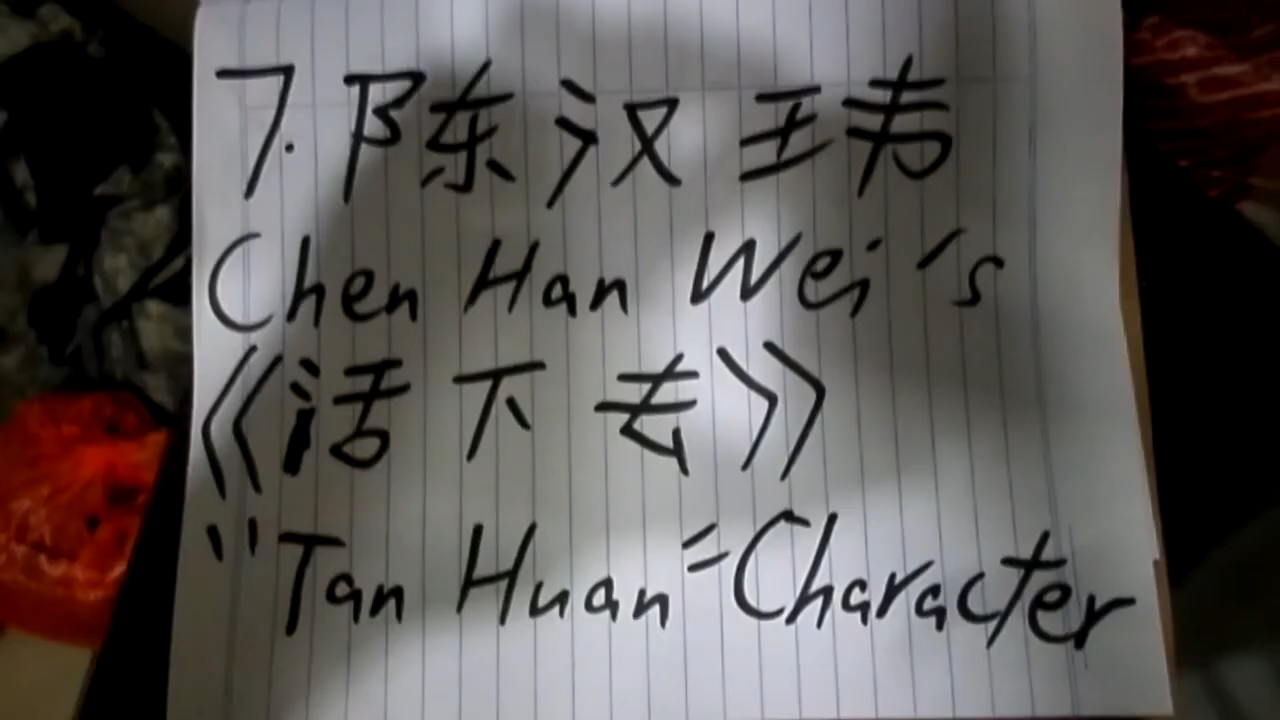 7. 陈汉玮
Chen Han Wei's
《活下去》
"Tan Huan" Character